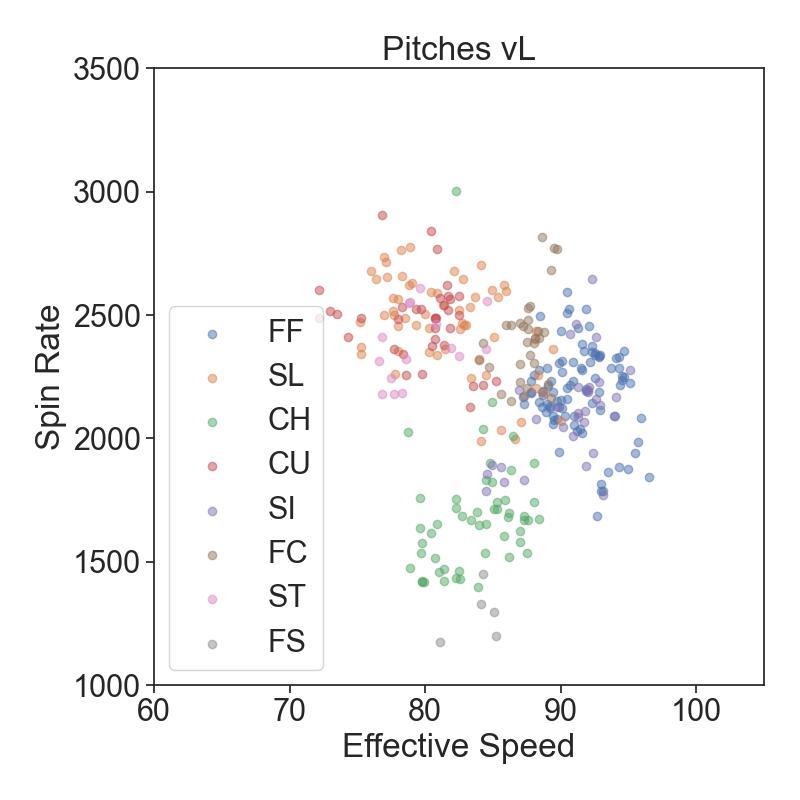 Pitches vL
3500
3000
2500
2000
1500
1000
Spin Rate
FF
SL
CH
CU
SI
FC
ST
FS
60 70 80 90 100
Effective Speed